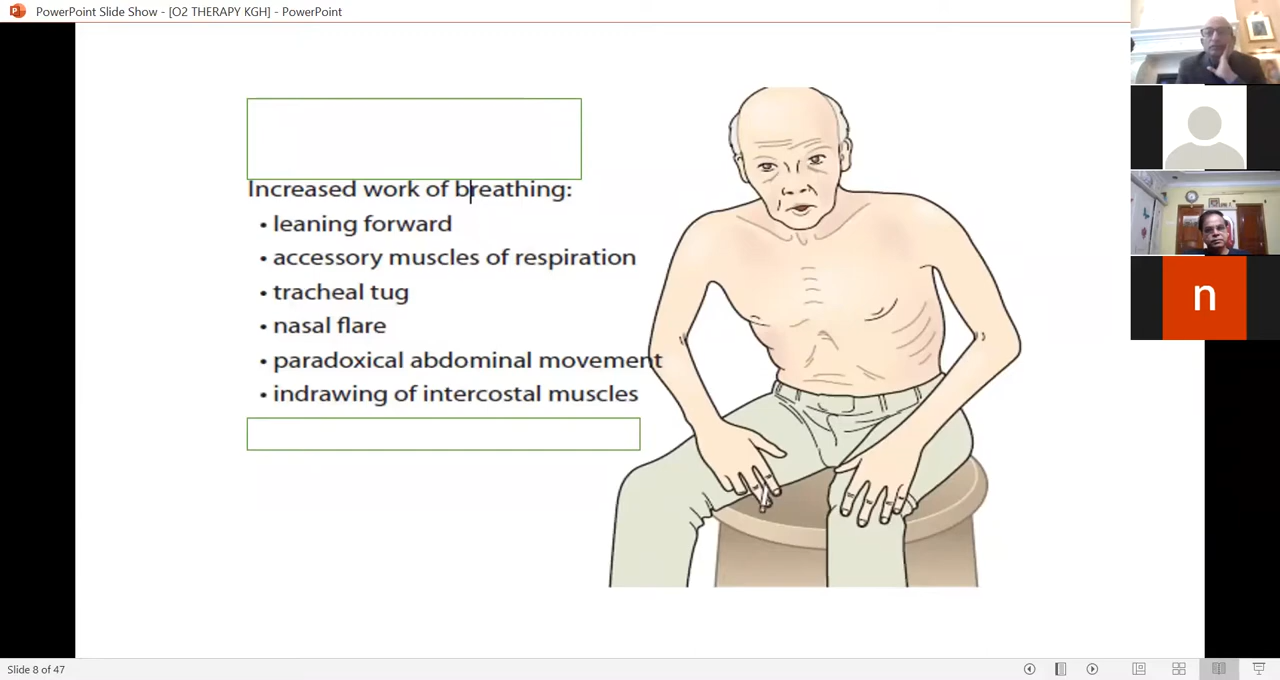 PowerPoint Slide Show - [O2 THERAPY KGH] - PowerPoint
Increased work of breathing:
• leaning forward
• accessory muscles of respiration
• tracheal tug
• nasal flare
• paradoxical abdominal movement
• indrawing of intercostal muscles
n
Slide 8 of 47